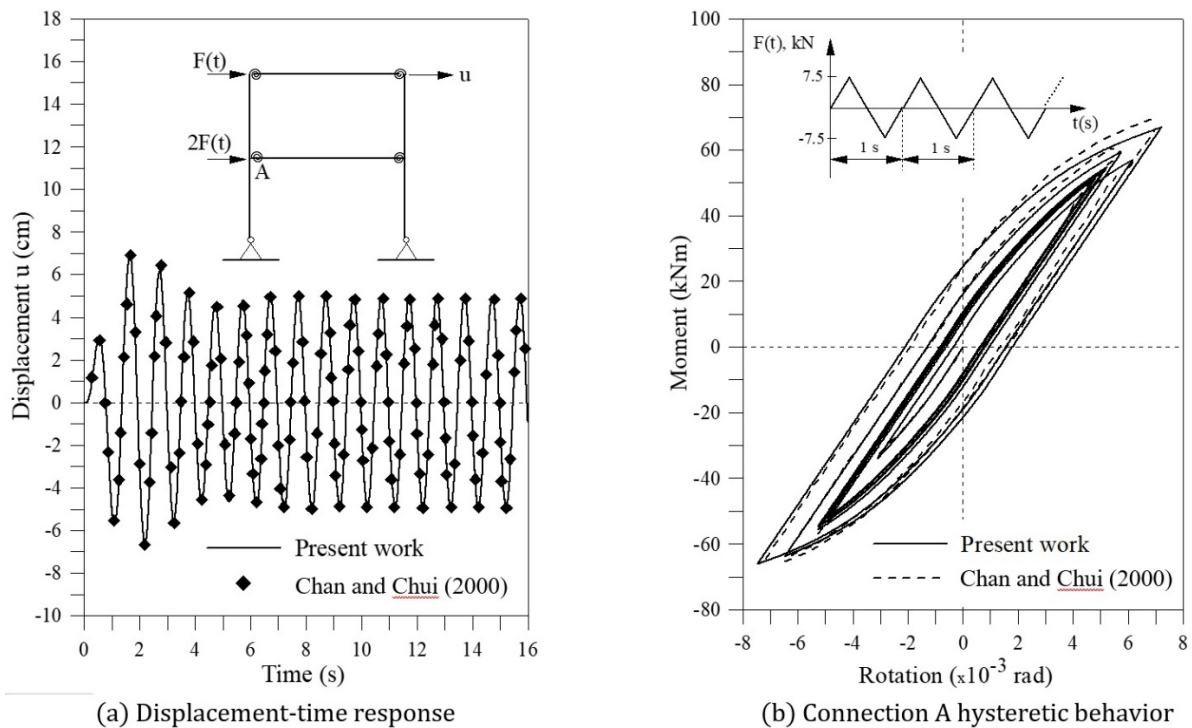 18
16
14
12
10
8
6
4
2
0
-2
-4
-6
-8
-10
Displacement u (cm)
0 2 4 6 8 10 12 14 16
Time (s)
F(t)
u
2F(t)
A
Present work
Chan and Chui (2000)
(a) Displacement-time response
100
80
60
40
20
0
-20
-40
-60
-80
Moment (kNm)
-8 -6 -4 -2 0 2 4 6 8
Rotation (x10-3 rad)
F(t), kN
7.5
-7.5
t(s)
1 s 1 s
Present work
Chan and Chui (2000)
(b) Connection A hysteretic behavior